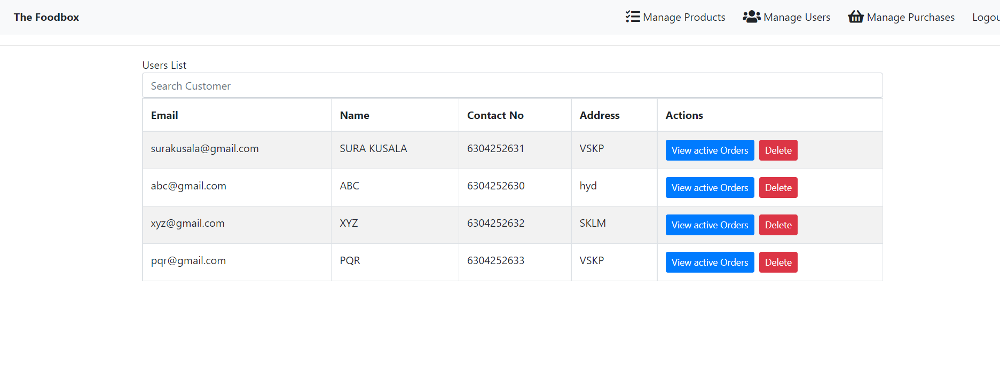 The Foodbox Manage Products Manage Users Manage Purchases Logou
Users List
Search Customer
Email Name Contact No Address Actions
surakusala@gmail.com SURA KUSALA 6304252631 VSKP View active Orders Delete
abc@gmail.com ABC 6304252630 hyd View active Orders Delete
xyz@gmail.com XYZ 6304252632 SKLM View active Orders Delete
pqr@gmail.com PQR 6304252633 VSKP View active Orders Delete